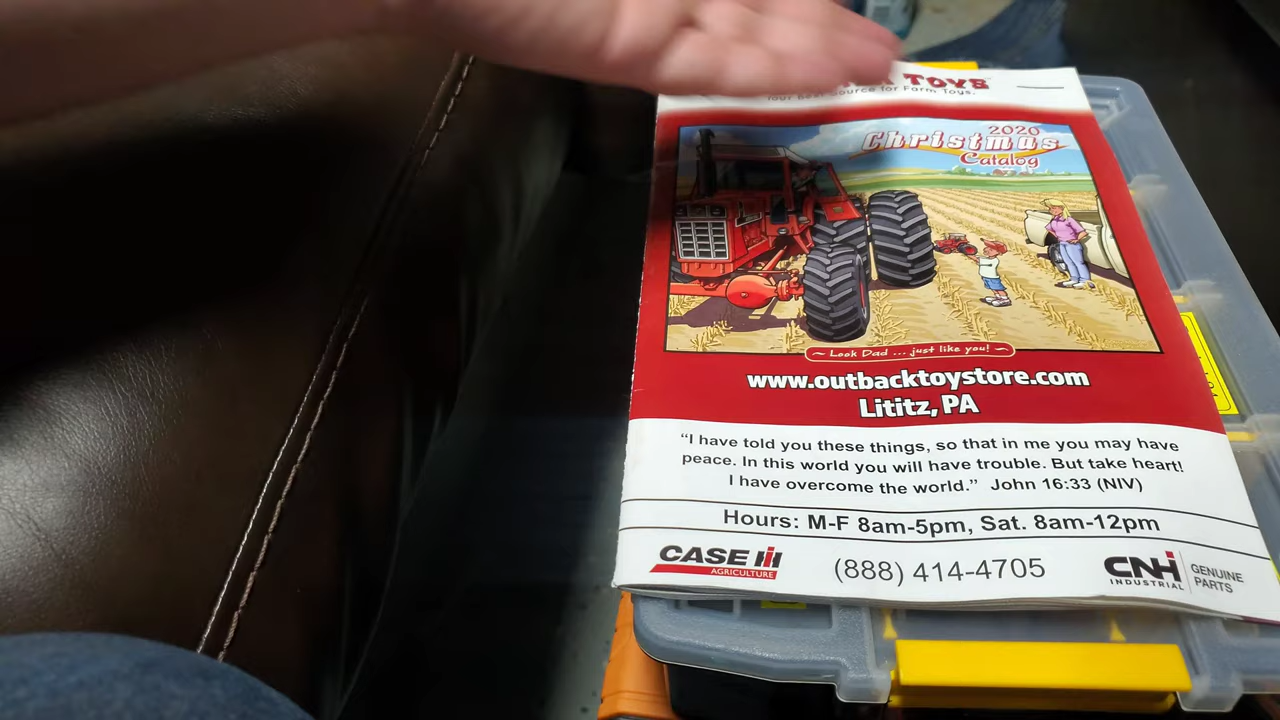 TOYS
Your Best Source for Farm Toys.
2020
Christmas
Catalog
~ Look Dad ... just like you! ~
www.outbacktoystore.com
Lititz, PA
“I have told you these things, so that in me you may have
peace. In this world you will have trouble. But take heart!
I have overcome the world.” John 16:33 (NIV)
Hours: M-F 8am-5pm, Sat. 8am-12pm
CASE IH
AGRICULTURE
(888) 414-4705
CNH
INDUSTRIAL
GENUINE
PARTS